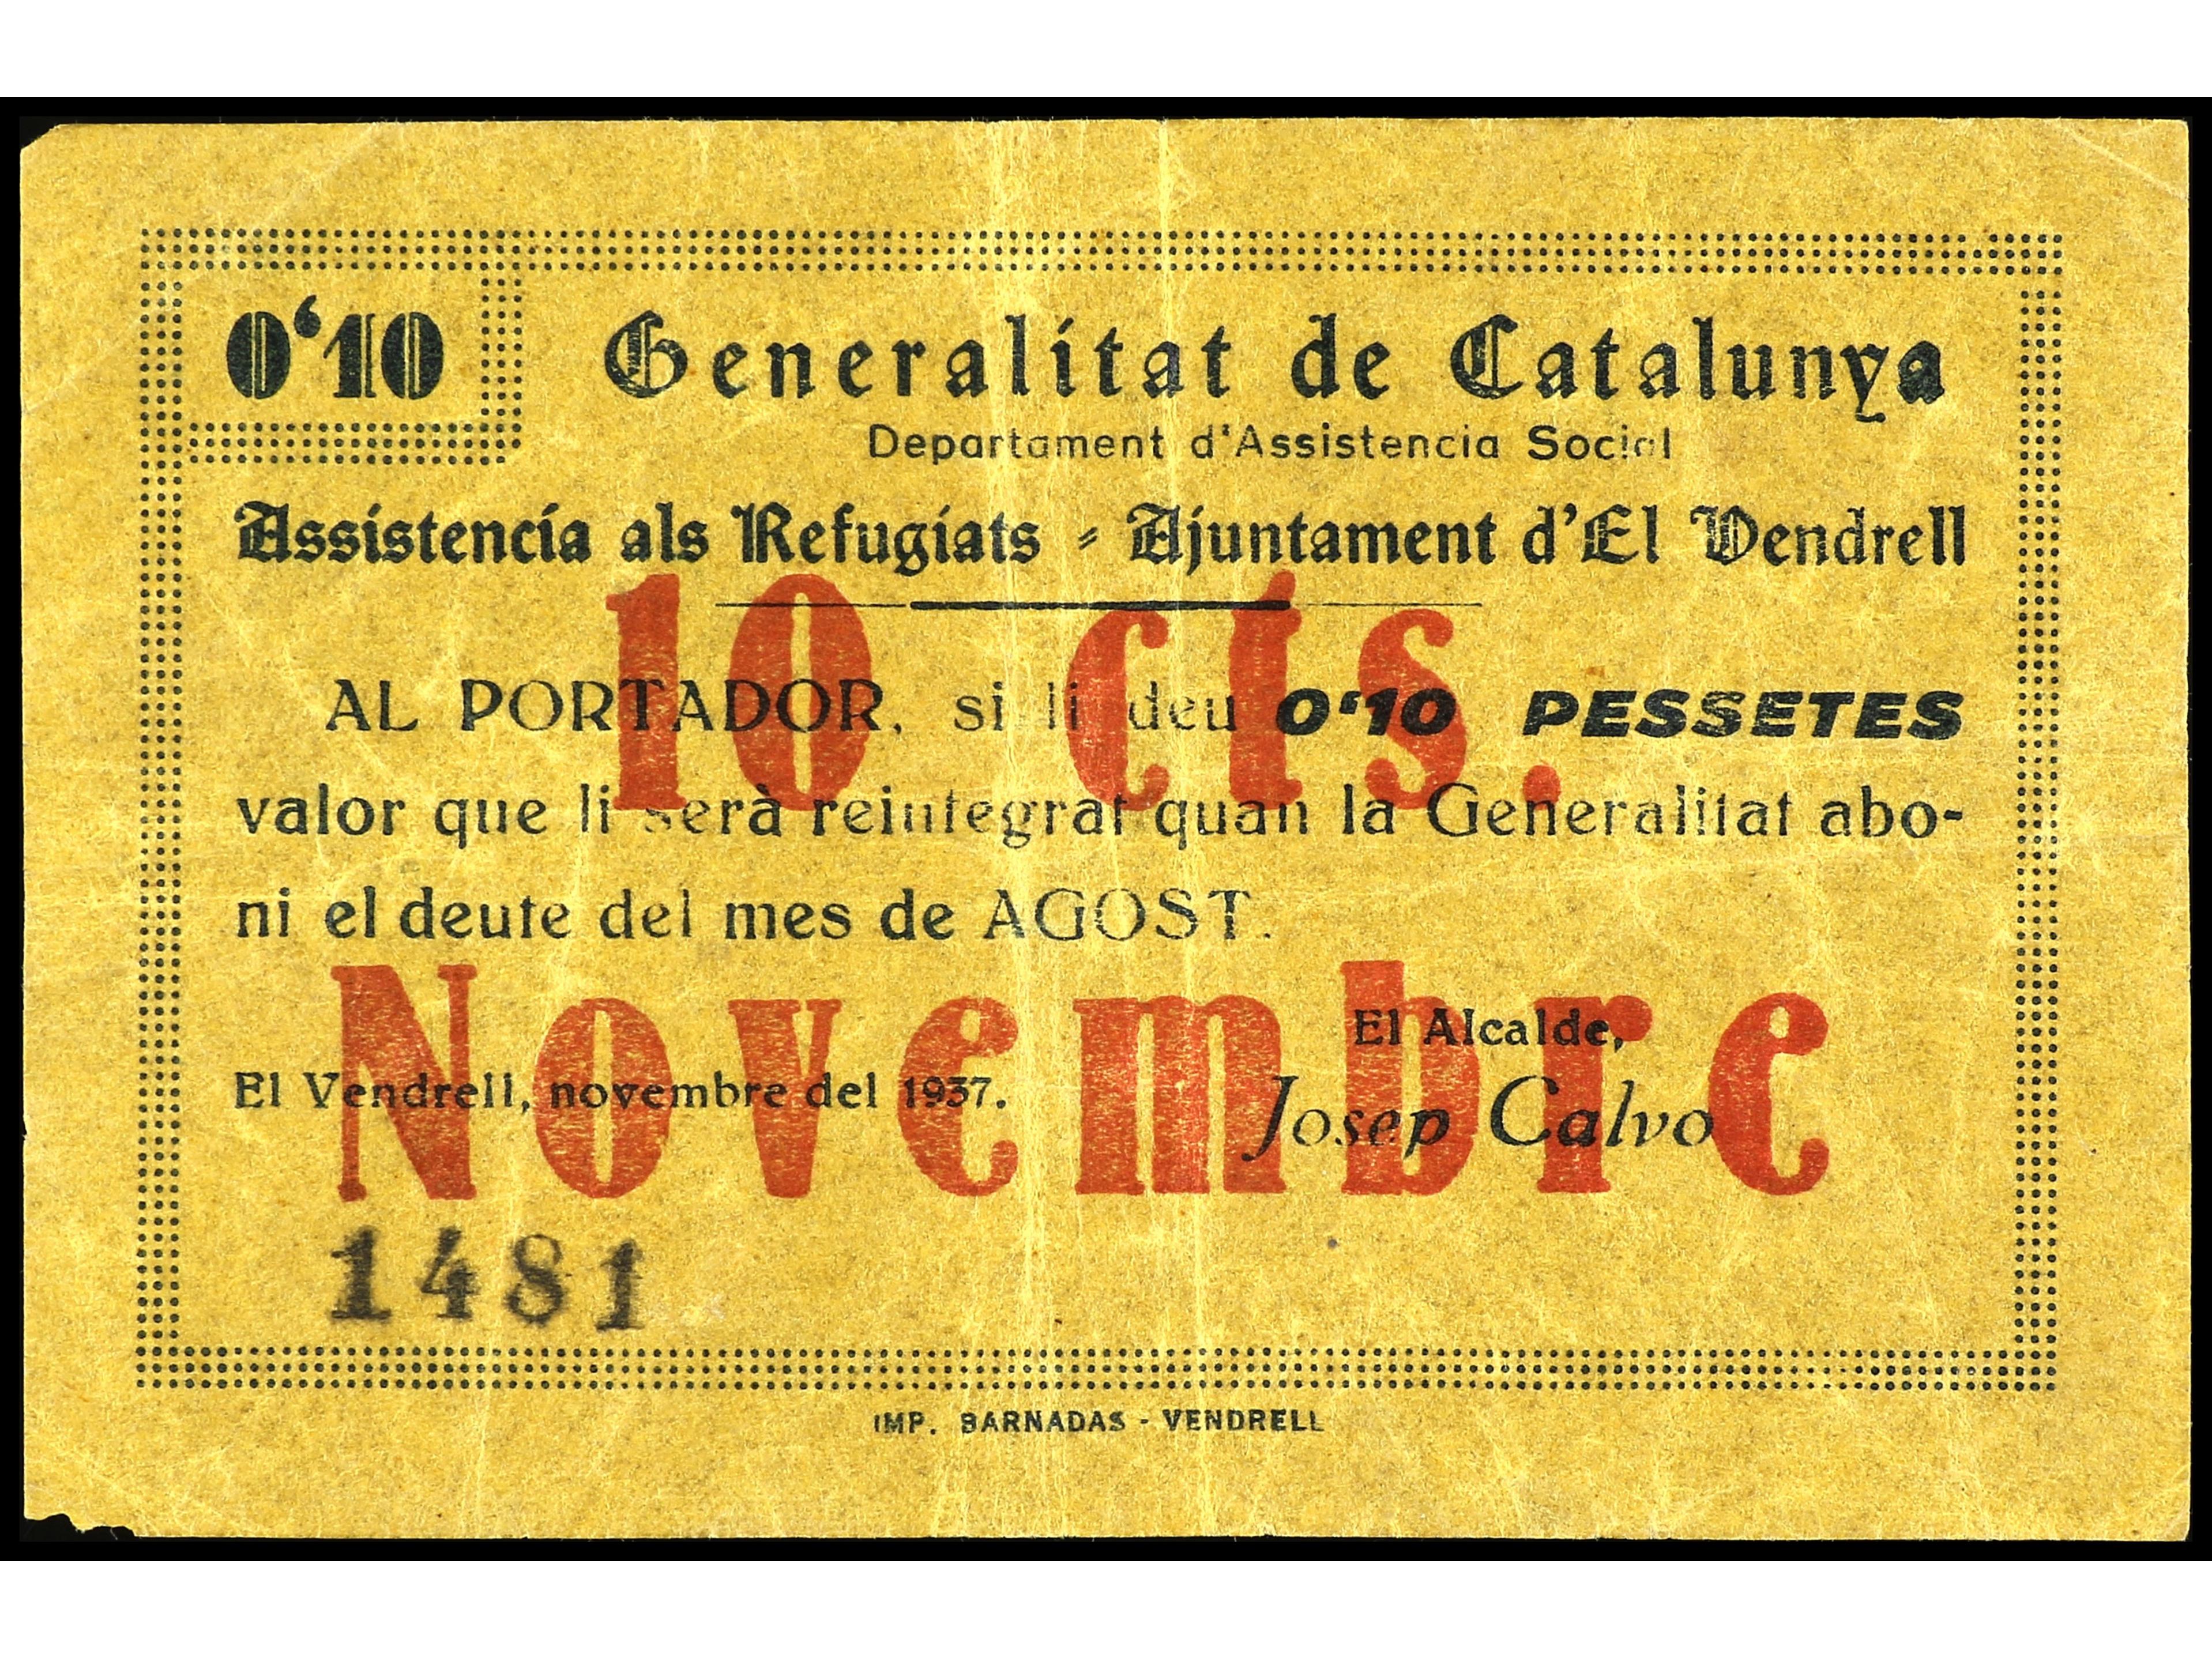 0'10
Generalitat de Catalunya
Departament d'Assistencia Social
Assistencia als Refugiats - Ajuntament d'El Vendrell
10 cts.
AL PORTADOR, si li deu 0'10 PESSETES
valor que li serà reintegrat quan la Generalitat abo-
ni el deute del mes de AGOST.
Novembre
El Alcalde,
El Vendrell, novembre del 1937.
Josep Calvo
1481
IMP. BARNADAS - VENDRELL